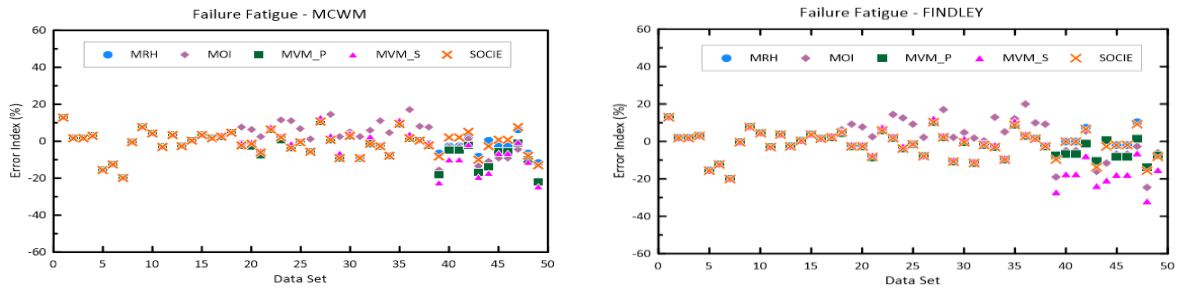 Failure Fatigue - MCWM
60
40
20
0
-20
-40
-60
Error Index (%)
MRH MOI MVM_P MVM_S SOCIE
0 5 10 15 20 25 30 35 40 45 50
Data Set
Failure Fatigue - FINDLEY
60
40
20
0
-20
-40
-60
Error Index (%)
MRH MOI MVM_P MVM_S SOCIE
0 5 10 15 20 25 30 35 40 45 50
Data Set